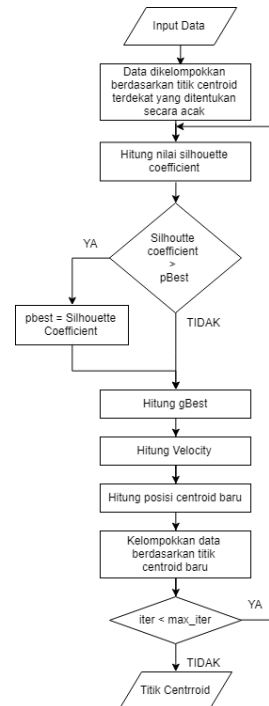 Input Data
Data dikelompokkan
berdasarkan titik centroid
terdekat yang ditentukan
secara acak
Hitung nilai silhouette
coefficient
Silhoutte
coefficient
>
pBest
YA
TIDAK
pbest = Silhouette
Coefficient
Hitung gBest
Hitung Velocity
Hitung posisi centroid baru
Kelompokkan data
berdasarkan titik
centroid baru
iter < max_iter
YA
TIDAK
Titik Centrroid